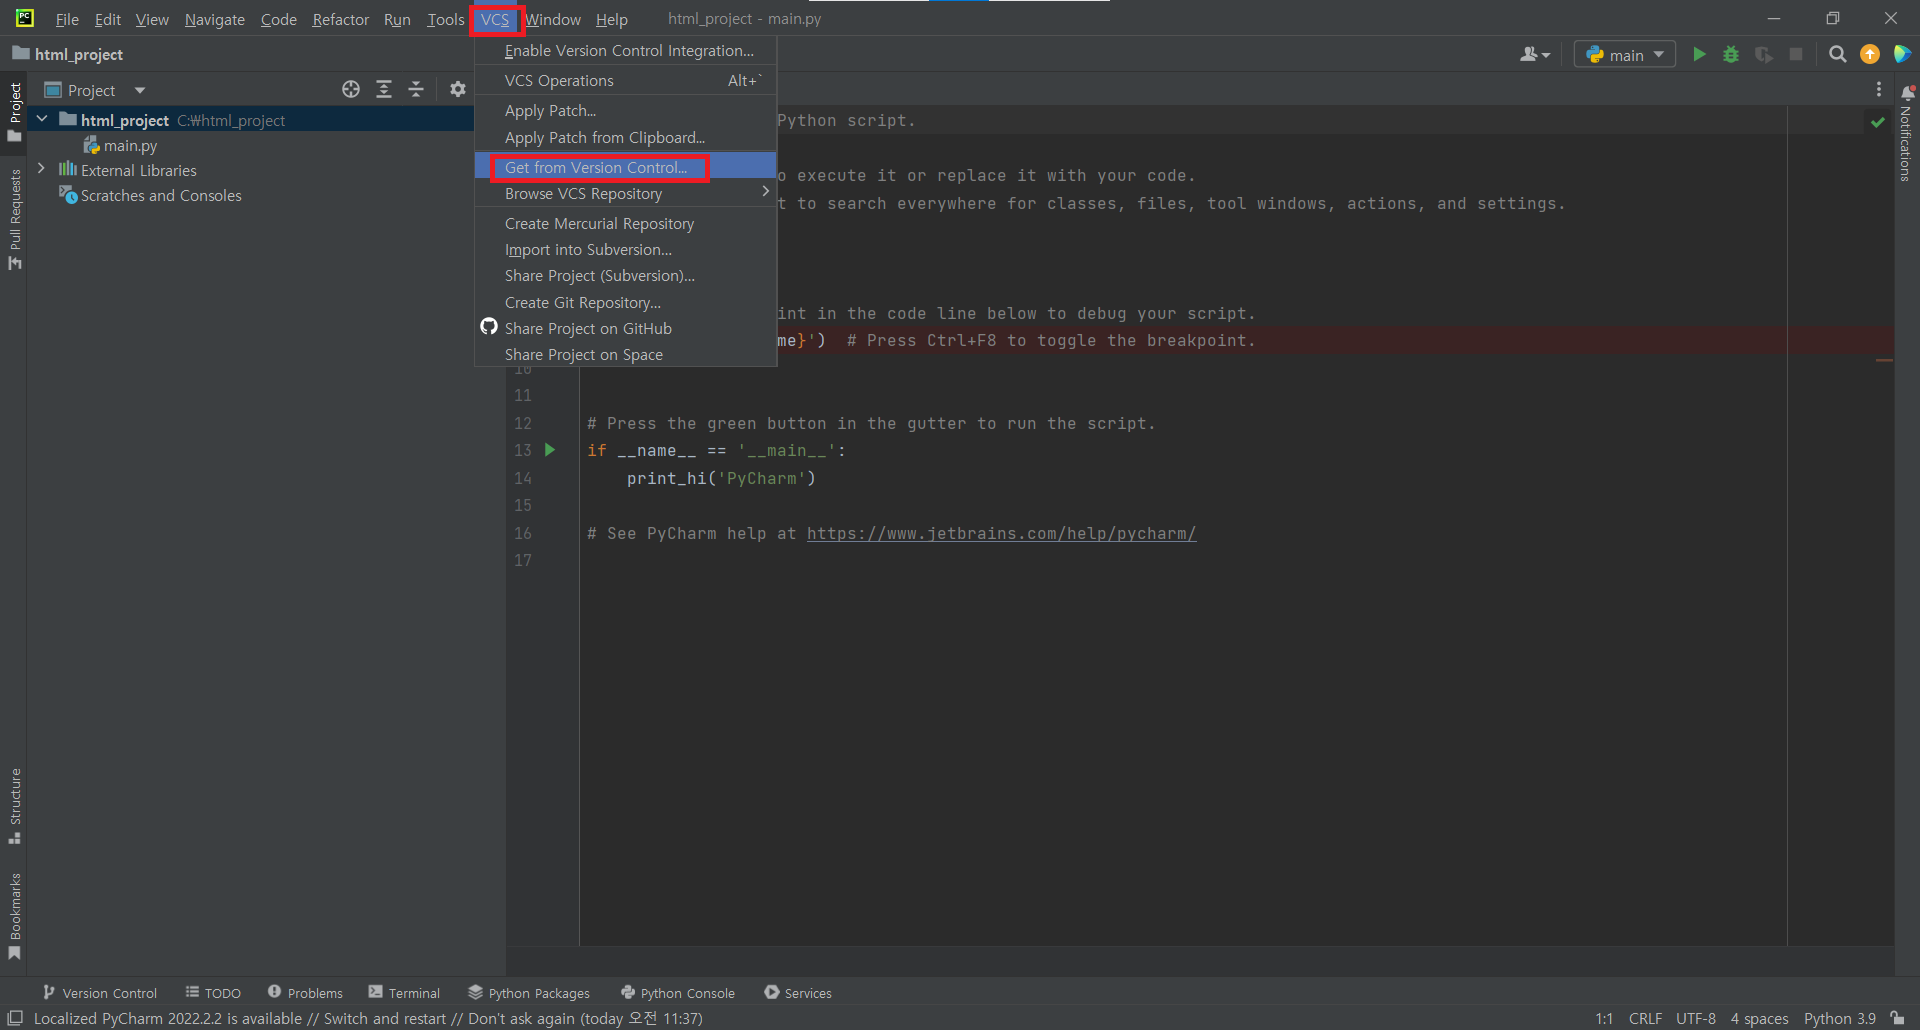 PC
File Edit View Navigate Code Refactor Run Tools VCS Window Help html_project - main.py
html_project
main
Project
Project
Pull Requests
Structure
Bookmarks
html_project C:₩html_project
main.py
External Libraries
Scratches and Consoles
Enable Version Control Integration...
VCS Operations Alt+`
Apply Patch...
Apply Patch from Clipboard...
Get from Version Control...
Browse VCS Repository
Create Mercurial Repository
Import into Subversion...
Share Project (Subversion)...
Create Git Repository...
Share Project on GitHub
Share Project on Space
Python script.
o execute it or replace it with your code.
t to search everywhere for classes, files, tool windows, actions, and settings.
int in the code line below to debug your script.
me}')  # Press Ctrl+F8 to toggle the breakpoint.
10
11
12 # Press the green button in the gutter to run the script.
13 if __name__ == '__main__':
14 print_hi('PyCharm')
15
16 # See PyCharm help at https://www.jetbrains.com/help/pycharm/
17
Notifications
Version Control TODO Problems Terminal Python Packages Python Console Services
Localized PyCharm 2022.2.2 is available // Switch and restart // Don't ask again (today 오전 11:37) 1:1 CRLF UTF-8 4 spaces Python 3.9